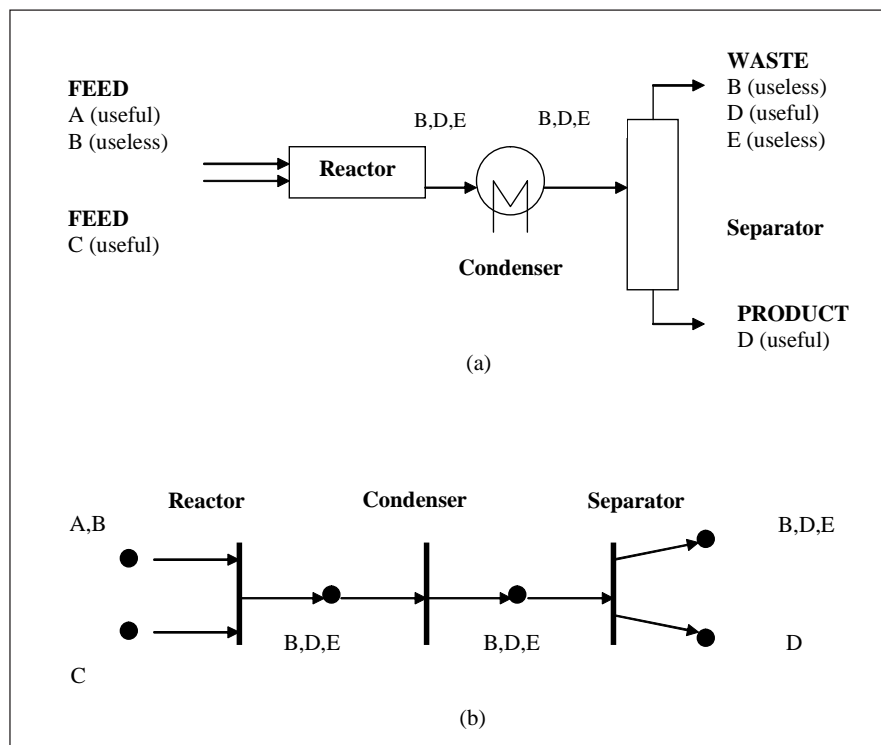 FEED
A (useful)
B (useless)
FEED
C (useful)
B,D,E
B,D,E
Reactor
Condenser
WASTE
B (useless)
D (useful)
E (useless)
Separator
PRODUCT
D (useful)
(a)
Reactor
Condenser
Separator
A,B
B,D,E
B,D,E
B,D,E
C
D
(b)